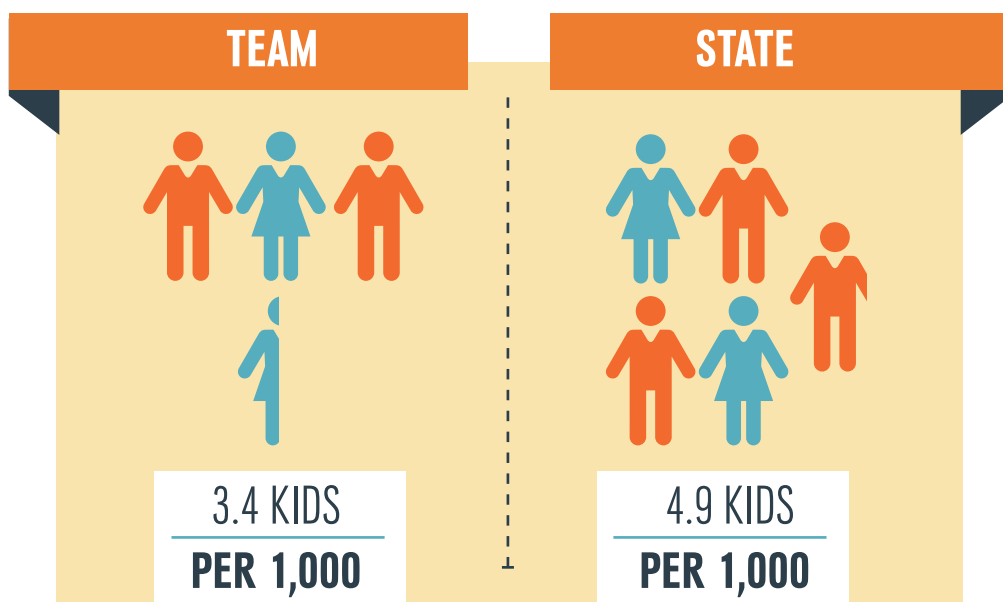 TEAM
3.4 KIDS
PER 1,000
STATE
4.9 KIDS
PER 1,000